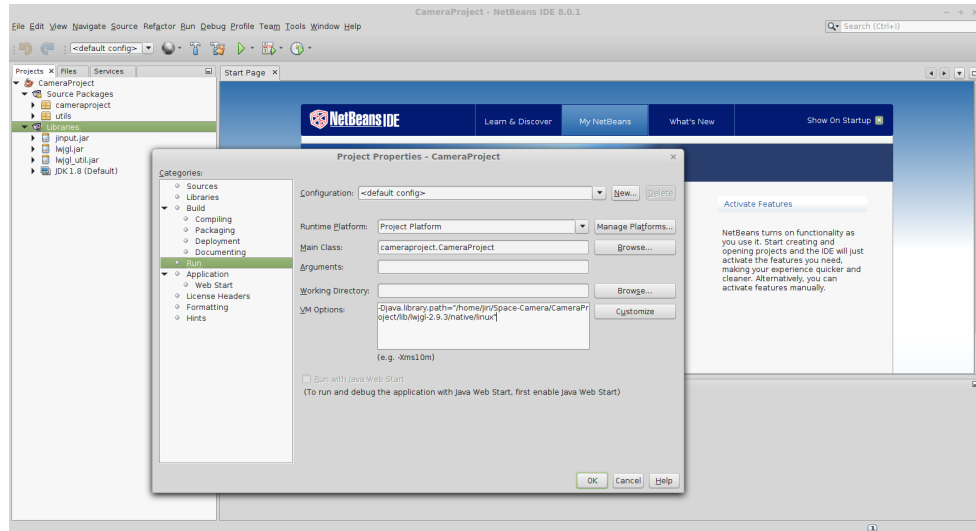 CameraProject - NetBeans IDE 8.0.1
File Edit View Navigate Source Refactor Run Debug Profile Team Tools Window Help
Search (Ctrl+I)
<default config>
Projects Files Services
Start Page
CameraProject
Source Packages
cameraproject
utils
Libraries
jinput.jar
lwjgl.jar
lwjgl_util.jar
JDK 1.8 (Default)
NetBeans IDE
Learn & Discover
My NetBeans
What's New
Show On Startup
Activate Features
NetBeans turns on functionality as
you use it. Start creating and
opening projects and the IDE will just
activate the features you need,
making your experience quicker and
cleaner. Alternatively, you can
activate features manually.
Project Properties - CameraProject
Categories:
Sources
Libraries
Build
Compiling
Packaging
Deployment
Documenting
Run
Application
Web Start
License Headers
Formatting
Hints
Configuration: <default config> New... Delete
Runtime Platform: Project Platform Manage Platforms...
Main Class: cameraproject.CameraProject Browse...
Arguments:
Working Directory: Browse...
VM Options: -Djava.library.path="/home/jiri/Space-Camera/CameraPr
oject/lib/lwjgl-2.9.3/native/linux" Customize
(e.g. -Xms10m)
Run with Java Web Start
(To run and debug the application with Java Web Start, first enable Java Web Start)
OK Cancel Help
1